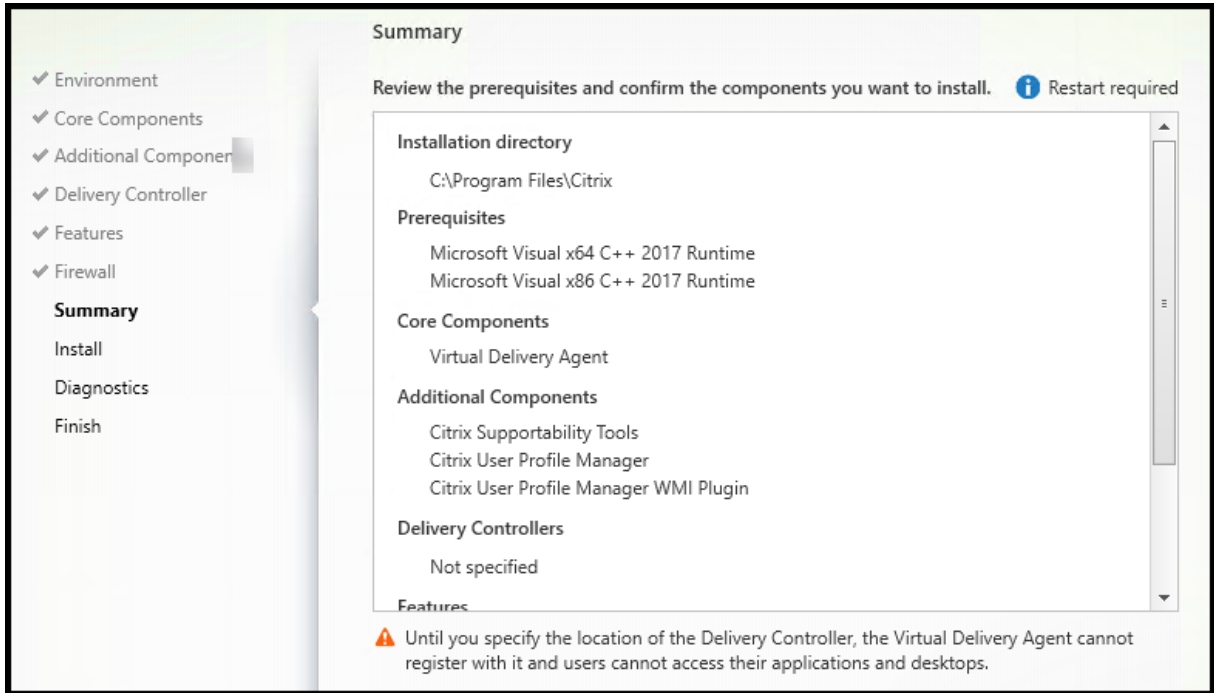 Summary
Environment
Core Components
Additional
Delivery Controller
Features
Firewall
Summary
Install
Diagnostics
Finish
Review the prerequisites and confirm the components you want to install.
Restart required
Installation directory
C:\Program Files\Citrix
Prerequisites
Microsoft Visual x64 C++ 2017 Runtime
Microsoft Visual x86 C++ 2017 Runtime
Core Components
Virtual Delivery Agent
Additional Components
Citrix Supportability Tools
Citrix User Profile Manager
Citrix User Profile Manager WMI Plugin
Delivery Controllers
Not specified
Features
Until you specify the location of the Delivery Controller, the Virtual Delivery Agent cannot
register with it and users cannot access their applications and desktops.